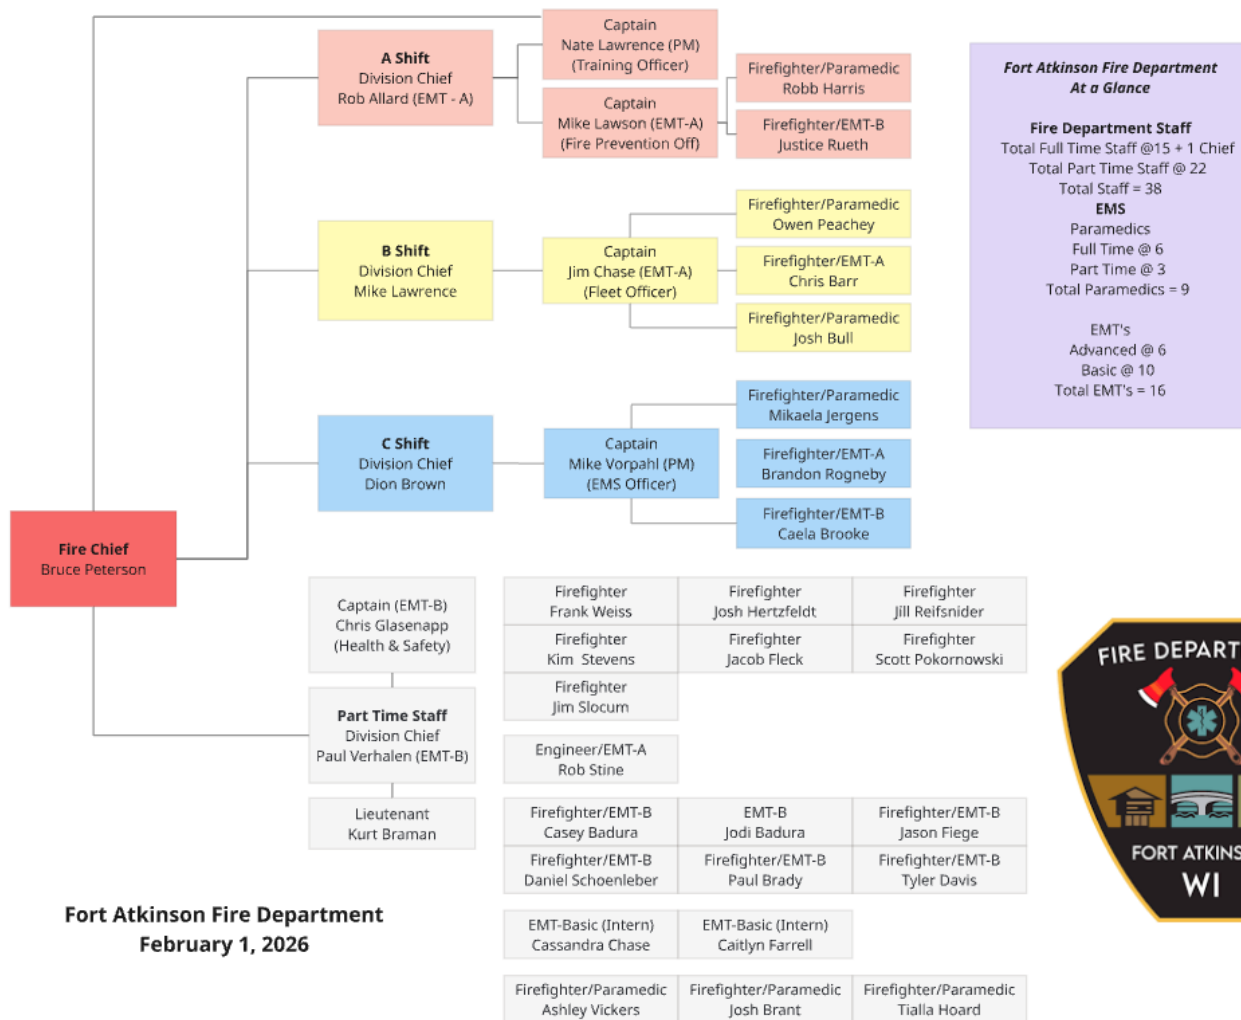 A Shift
Division Chief
Rob Allard (EMT - A)
Captain
Nate Lawrence (PM)
(Training Officer)
Captain
Mike Lawson (EMT-A)
(Fire Prevention Off)
Firefighter/Paramedic
Robb Harris
Firefighter/EMT-B
Justice Rueth
B Shift
Division Chief
Mike Lawrence
Captain
Jim Chase (EMT-A)
(Fleet Officer)
Firefighter/Paramedic
Owen Peachey
Firefighter/EMT-A
Chris Barr
Firefighter/Paramedic
Josh Bull
C Shift
Division Chief
Dion Brown
Captain
Mike Vorpahl (PM)
(EMS Officer)
Firefighter/Paramedic
Mikaela Jergens
Firefighter/EMT-A
Brandon Rogneby
Firefighter/EMT-B
Caela Brooke
Fort Atkinson Fire Department
At a Glance
Fire Department Staff
Total Full Time Staff @15 + 1 Chief
Total Part Time Staff @ 22
Total Staff = 38
EMS
Paramedics
Full Time @ 6
Part Time @ 3
Total Paramedics = 9
EMT's
Advanced @ 6
Basic @ 10
Total EMT's = 16
Fire Chief
Bruce Peterson
Captain (EMT-B)
Chris Glasenapp
(Health & Safety)
Part Time Staff
Division Chief
Paul Verhalen (EMT-B)
Lieutenant
Kurt Braman
Firefighter
Frank Weiss
Firefighter
Josh Hertzfeldt
Firefighter
Jill Reifsnider
Firefighter
Kim Stevens
Firefighter
Jacob Fleck
Firefighter
Scott Pokornowski
Firefighter
Jim Slocum
Engineer/EMT-A
Rob Stine
Firefighter/EMT-B
Casey Badura
EMT-B
Jodi Badura
Firefighter/EMT-B
Jason Fiege
Firefighter/EMT-B
Daniel Schoenleber
Firefighter/EMT-B
Paul Brady
Firefighter/EMT-B
Tyler Davis
EMT-Basic (Intern)
Cassandra Chase
EMT-Basic (Intern)
Caitlyn Farrell
Firefighter/Paramedic
Ashley Vickers
Firefighter/Paramedic
Josh Brant
Firefighter/Paramedic
Tialla Hoard
Fort Atkinson Fire Department
February 1, 2026
FIRE DEPART
FORT ATKINS
WI